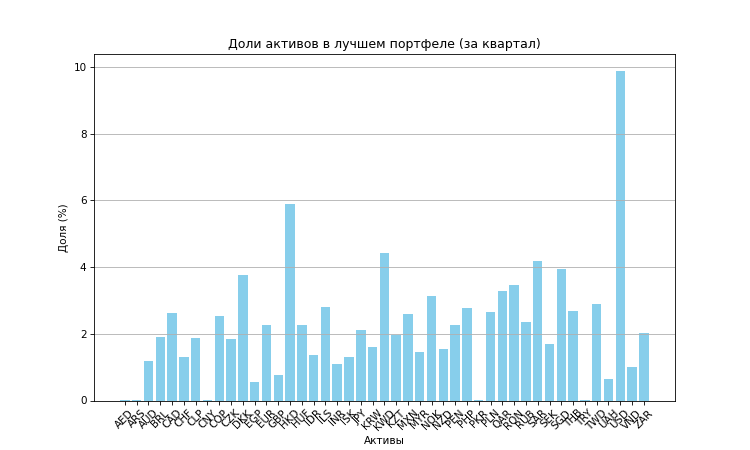 Доли активов в лучшем портфеле (за квартал)
Доля (%)
10
8
6
4
2
0
AED
ARS
AUD
BRL
CAD
CHF
CLP
CNY
COP
CZK
DKK
EGP
EUR
GBP
HKD
HUF
IDR
ILS
INR
ISK
JPY
KRW
KWD
KZT
MXN
MYR
NOK
NZD
PEN
PHP
PKR
PLN
QAR
RON
RUB
SAR
SEK
SGD
THB
TRY
TWD
UAH
USD
VND
ZAR
Активы